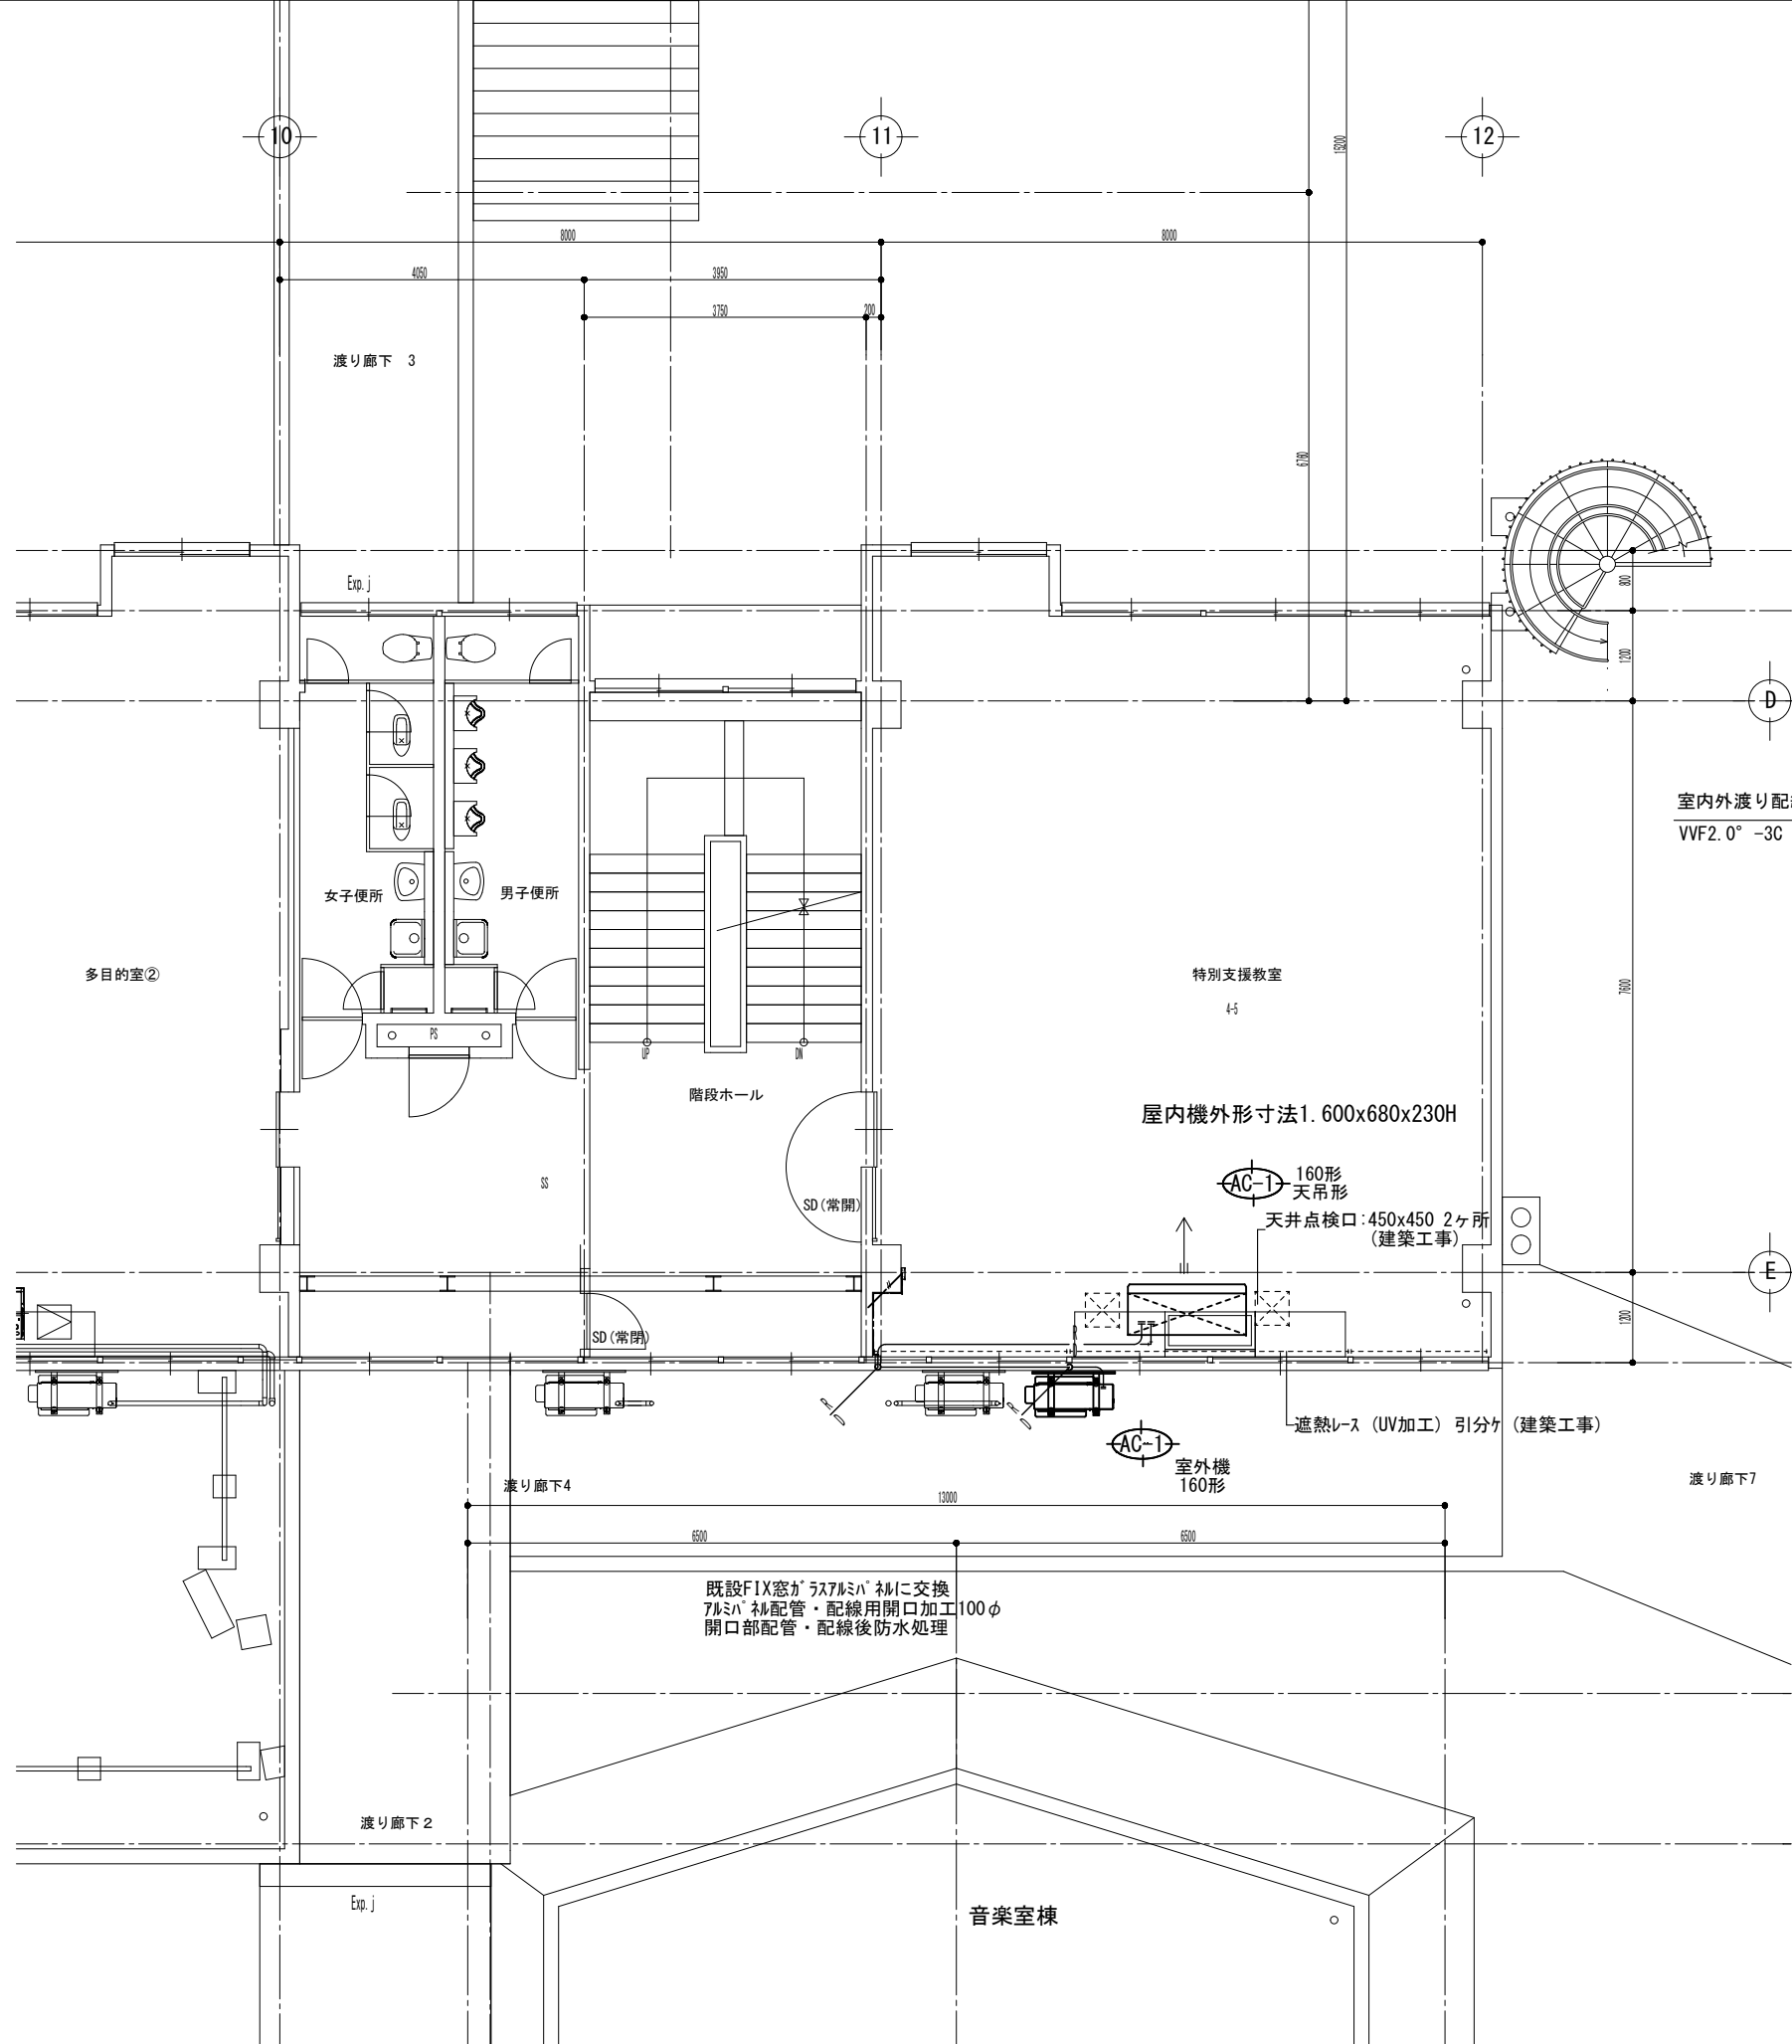 10
11
12
15200
8000
8000
4050
3950
3750
200
渡り廊下 3
6760
Exp.j
800
1200
D
室内外渡り配
VVF2.0°-3C
女子便所
男子便所
多目的室②
特別支援教室
4-5
7600
PS
UP
DN
階段ホール
屋内機外形寸法1.600x680x230H
SS
SD(常開)
AC-1
160形
天吊形
天井点検口:450x450 2ヶ所
(建築工事)
E
1200
SD(常閉)
遮熱ﾚｰｽ (UV加工) 引分ｹ (建築工事)
AC-1
室外機
160形
渡り廊下4
渡り廊下7
13000
6500
6500
既設FIX窓ｶﾞﾗｽｱﾙﾐﾊﾟﾈﾙに交換
ｱﾙﾐﾊﾟﾈﾙ配管・配線用開口加工100φ
開口部配管・配線後防水処理
渡り廊下2
Exp.j
音楽室棟